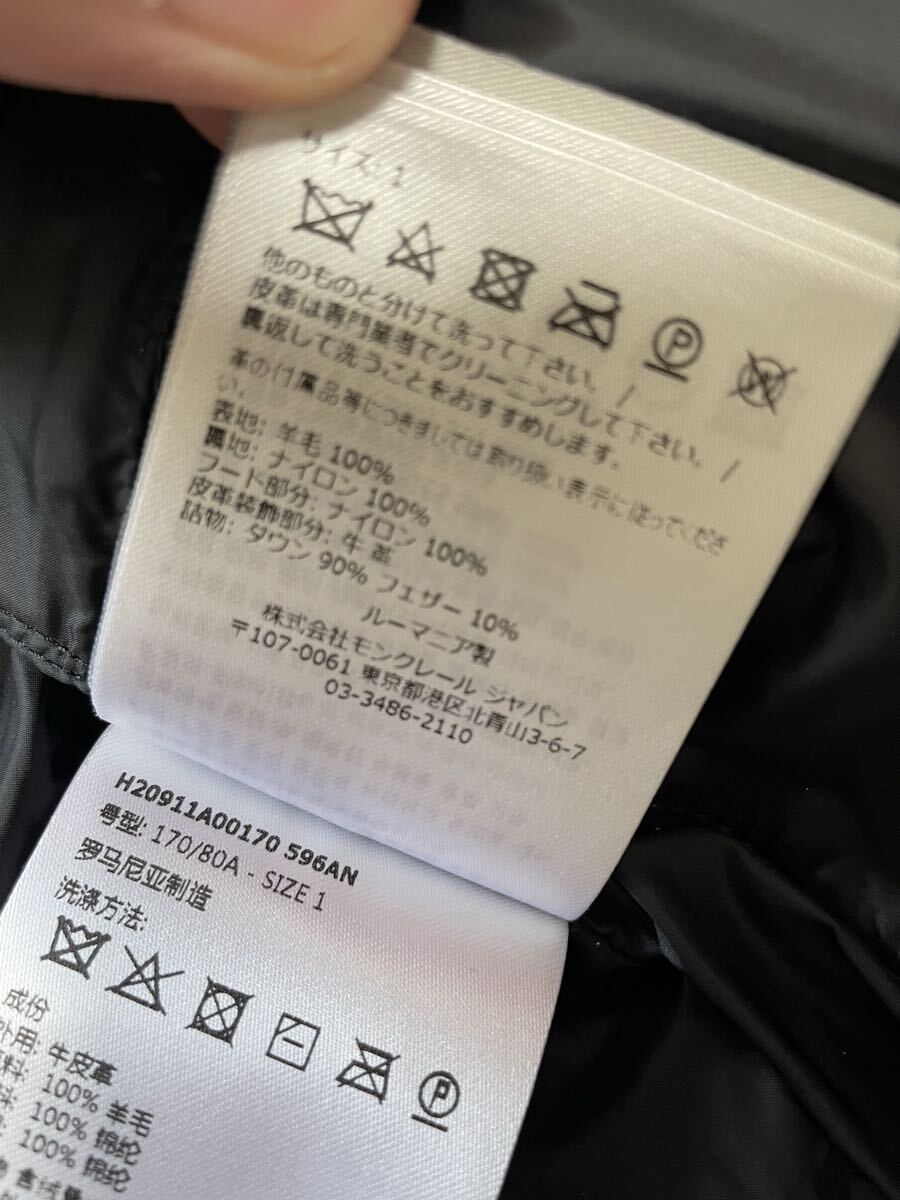 サイズ: 1
他のものと分けて洗って下さい。 /
皮革は専門業者でクリーニングして下さい。 /
裏返して洗うことをおすすめします。
革の付属品等につきましては取り扱い表示に従ってくださ
い。
表地: 羊毛 100%
裏地: ナイロン 100%
フード部分: ナイロン 100%
皮革装飾部分: 牛革
詰物: ダウン 90% フェザー 10%
ルーマニア製
株式会社モンクレール ジャパン
〒107-0061 東京都港区北青山3-6-7
03-3486-2110
H20911A00170 596AN
号型: 170/80A - SIZE 1
罗马尼亚制造
洗涤方法:
成份
外用: 牛皮革
料: 100% 羊毛
100% 锦纶
100% 锦纶
含绒